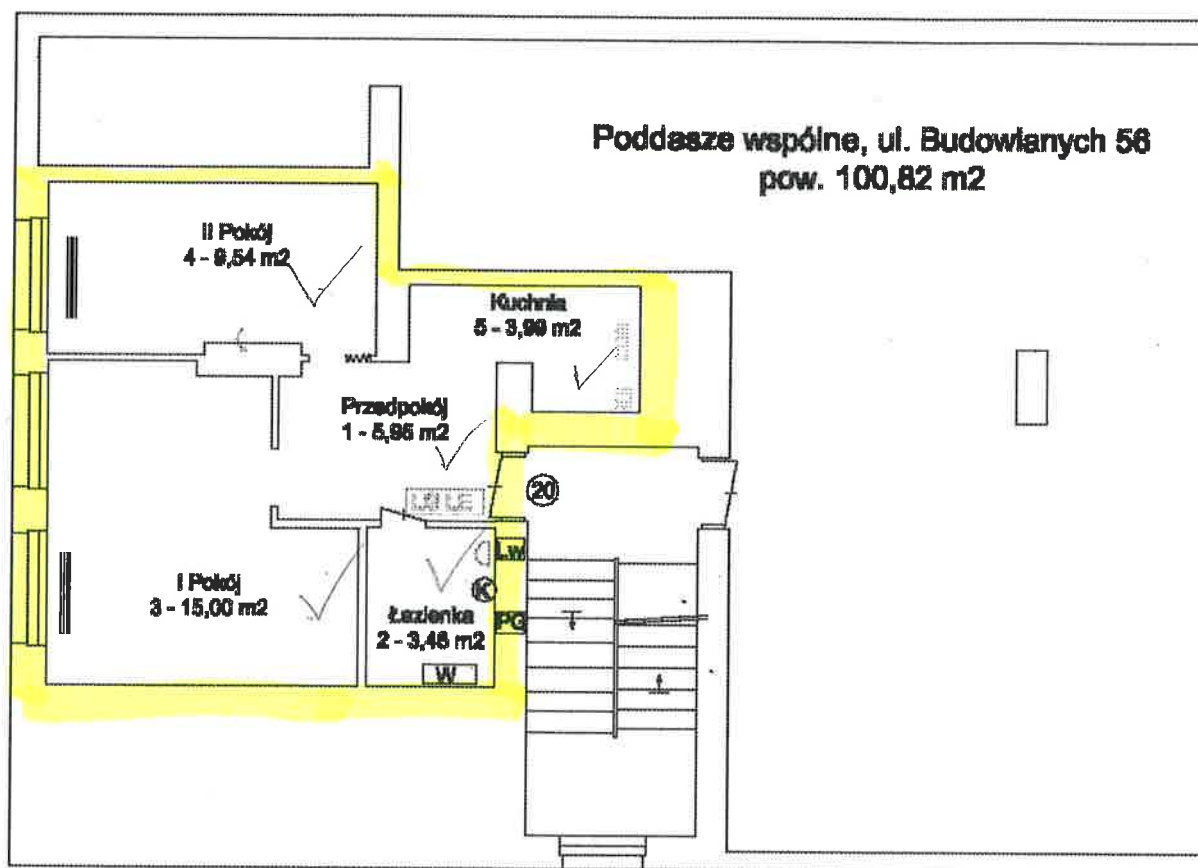 Poddasze wspólne, ul. Budowlanych 56
pow. 100,82 m2
II Pokój
4 - 9,54 m2
Kuchnia
5 - 3,99 m2
Przedpokój
1 - 5,95 m2
20
I Pokój
3 - 15,00 m2
Łazienka
2 - 3,46 m2
L.W
K
PG
W